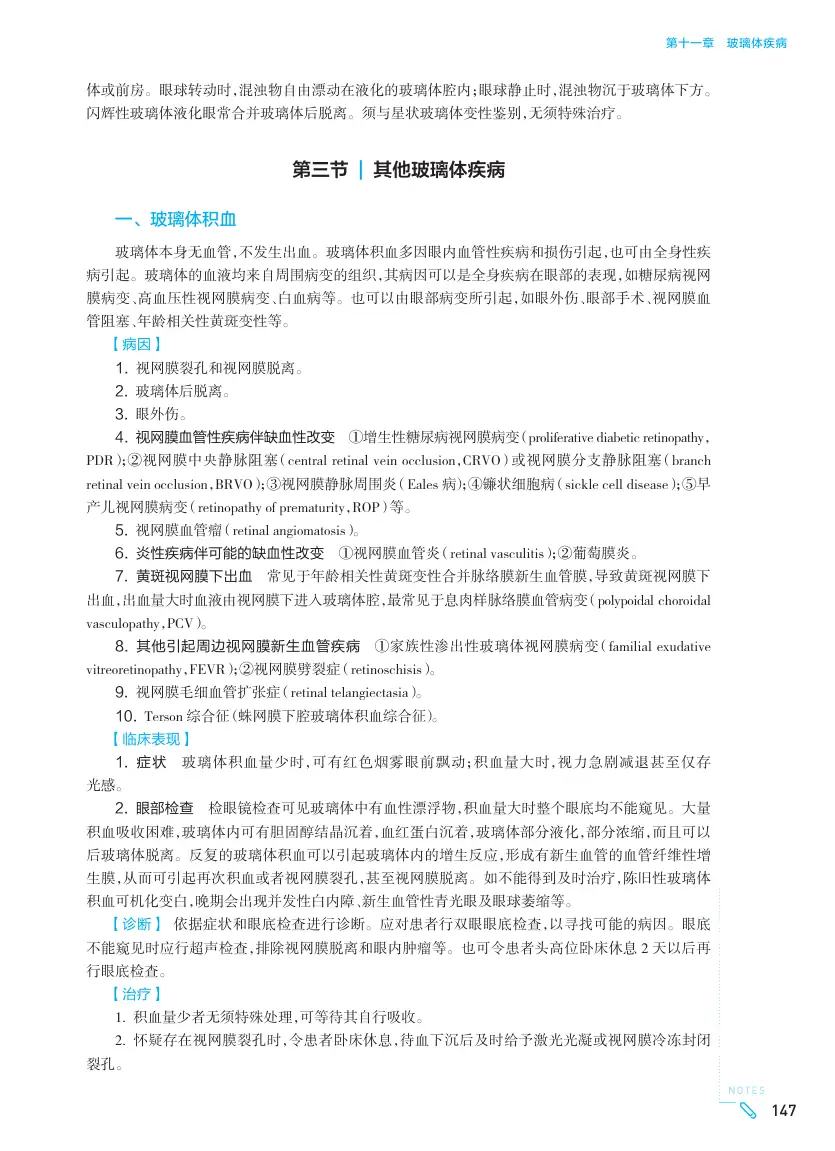 第十一章 玻璃体疾病
体或前房。眼球转动时,混浊物自由漂动在液化的玻璃体腔内;眼球静止时,混浊物沉于玻璃体下方。
闪辉性玻璃体液化眼常合并玻璃体后脱离。须与星状玻璃体变性鉴别,无须特殊治疗。
第三节 | 其他玻璃体疾病
一、玻璃体积血
玻璃体本身无血管,不发生出血。玻璃体积血多因眼内血管性疾病和损伤引起,也可由全身性疾
病引起。玻璃体的血液均来自周围病变的组织,其病因可以是全身疾病在眼部的表现,如糖尿病视网
膜病变、高血压性视网膜病变、白血病等。也可以由眼部病变所引起,如眼外伤、眼部手术、视网膜血
管阻塞、年龄相关性黄斑变性等。
【病因】
1. 视网膜裂孔和视网膜脱离。
2. 玻璃体后脱离。
3. 眼外伤。
4. 视网膜血管性疾病伴缺血性改变 ①增生性糖尿病视网膜病变(proliferative diabetic retinopathy,
PDR);②视网膜中央静脉阻塞(central retinal vein occlusion,CRVO)或视网膜分支静脉阻塞(branch
retinal vein occlusion,BRVO);③视网膜静脉周围炎(Eales 病);④镰状细胞病(sickle cell disease);⑤早
产儿视网膜病变(retinopathy of prematurity,ROP)等。
5. 视网膜血管瘤(retinal angiomatosis)。
6. 炎性疾病伴可能的缺血性改变 ①视网膜血管炎(retinal vasculitis);②葡萄膜炎。
7. 黄斑视网膜下出血 常见于年龄相关性黄斑变性合并脉络膜新生血管膜,导致黄斑视网膜下
出血,出血量大时血液由视网膜下进入玻璃体腔,最常见于息肉样脉络膜血管病变(polypoidal choroidal
vasculopathy,PCV)。
8. 其他引起周边视网膜新生血管疾病 ①家族性渗出性玻璃体视网膜病变(familial exudative
vitreoretinopathy,FEVR);②视网膜劈裂症(retinoschisis)。
9. 视网膜毛细血管扩张症(retinal telangiectasia)。
10. Terson 综合征(蛛网膜下腔玻璃体积血综合征)。
【临床表现】
1. 症状 玻璃体积血量少时,可有红色烟雾眼前飘动;积血量大时,视力急剧减退甚至仅存
光感。
2. 眼部检查 检眼镜检查可见玻璃体中有血性漂浮物,积血量大时整个眼底均不能窥见。大量
积血吸收困难,玻璃体内可有胆固醇结晶沉着,血红蛋白沉着,玻璃体部分液化,部分浓缩,而且可以
后玻璃体脱离。反复的玻璃体积血可以引起玻璃体内的增生反应,形成有新生血管的血管纤维性增
生膜,从而可引起再次积血或者视网膜裂孔,甚至视网膜脱离。如不能得到及时治疗,陈旧性玻璃体
积血可机化变白,晚期会出现并发性白内障、新生血管性青光眼及眼球萎缩等。
【诊断】 依据症状和眼底检查进行诊断。应对患者行双眼眼底检查,以寻找可能的病因。眼底
不能窥见时应行超声检查,排除视网膜脱离和眼内肿瘤等。也可令患者头高位卧床休息 2 天以后再
行眼底检查。
【治疗】
1. 积血量少者无须特殊处理,可等待其自行吸收。
2. 怀疑存在视网膜裂孔时,令患者卧床休息,待血下沉后及时给予激光光凝或视网膜冷冻封闭
裂孔。
NOTES
147